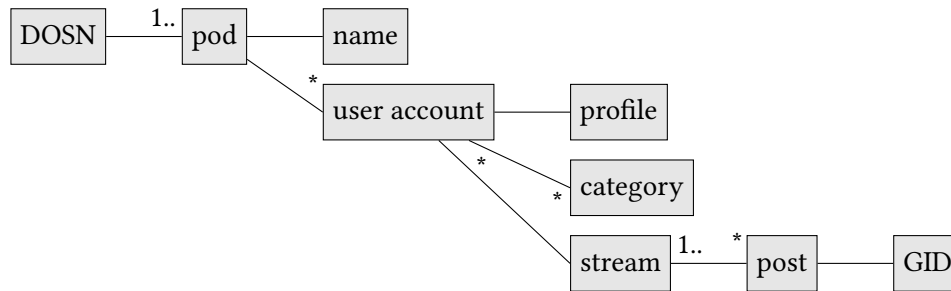 DOSN 1.. pod name
*
user account profile
*
* category
stream 1.. * post GID